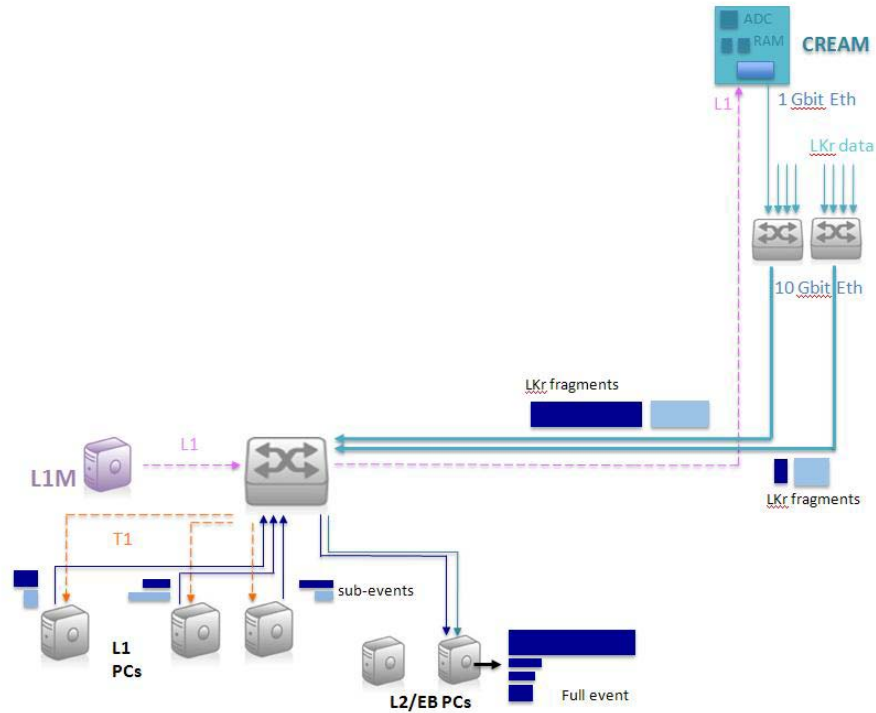 ADC
RAM
CREAM
L1
1 Gbit Eth
LKr data
10 Gbit Eth
LKr fragments
L1
L1M
LKr fragments
T1
sub-events
L1
PCs
L2/EB PCs
Full event